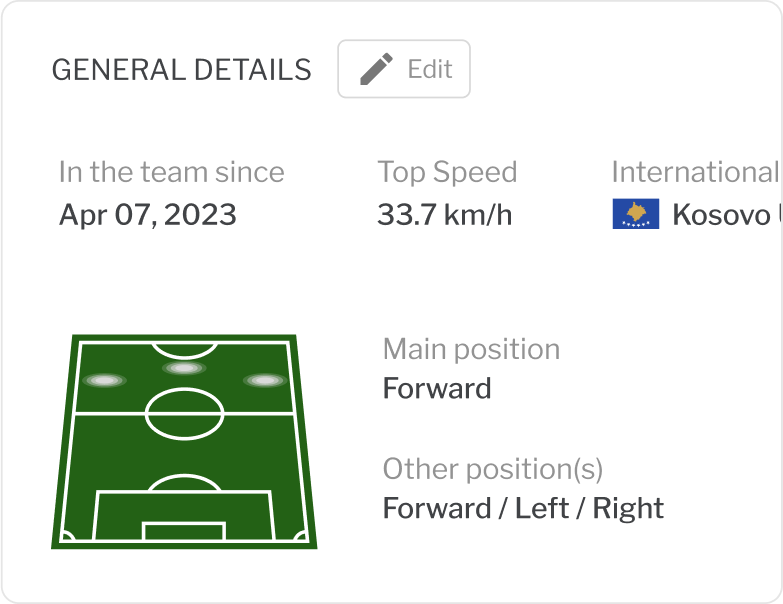 GENERAL DETAILS
Edit
In the team since
Top Speed
International
Apr 07, 2023
33.7 km/h
Kosovo
Main position
Forward
Other position(s)
Forward / Left / Right